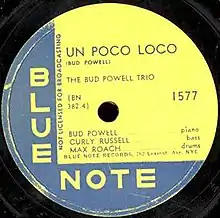 UN POCO LOCO
(BUD POWELL)
THE BUD POWELL TRIO
(BN
382.4)
1577
NOT LICENSED FOR BROADCASTING
BLUE
NOTE
BUD POWELL piano
CURLY RUSSELL bass
MAX ROACH drums
BLUE NOTE RECORDS, 767 Lexington Ave., NYC